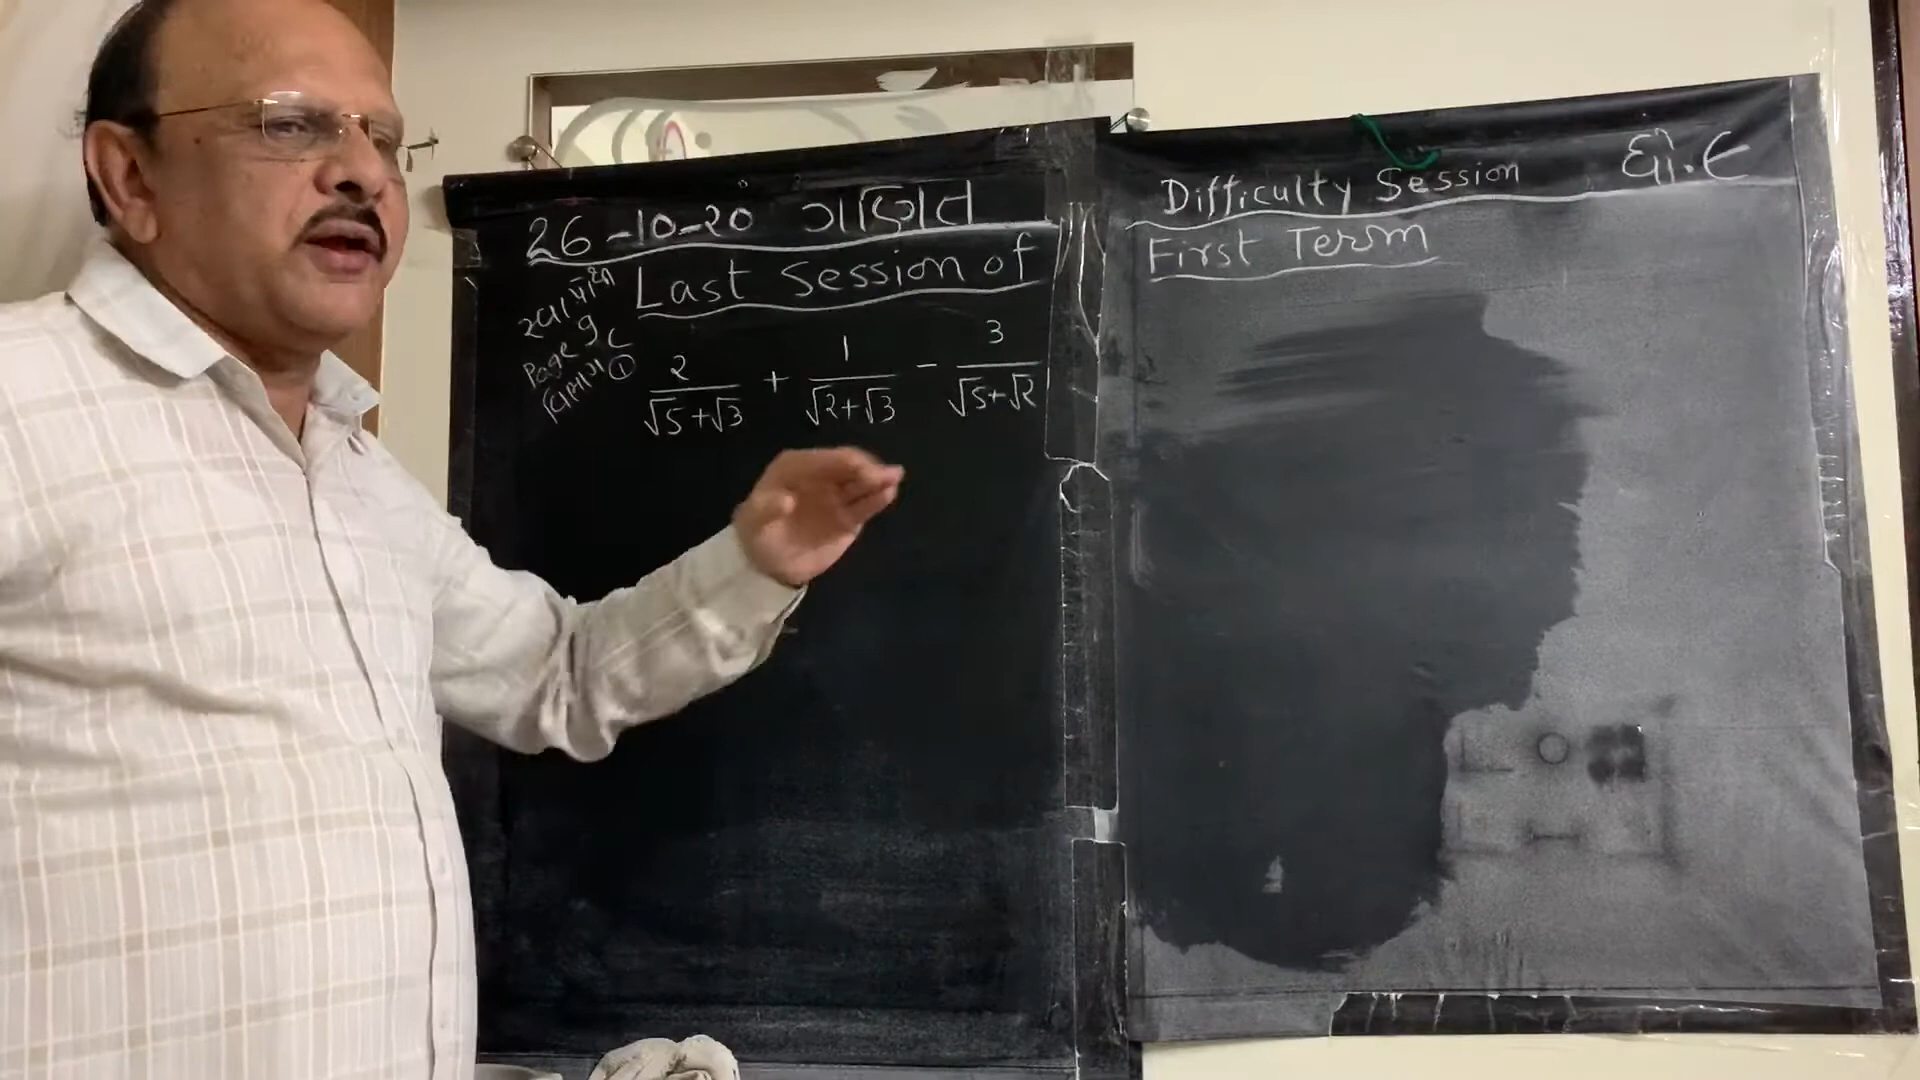 26-10-20 ગણિત
Last Session of
Page 9
①
2/(√5+√3) + 1/(√2+√3) - 3/(√5+√2)
Difficulty Session ધો.૯
First Term